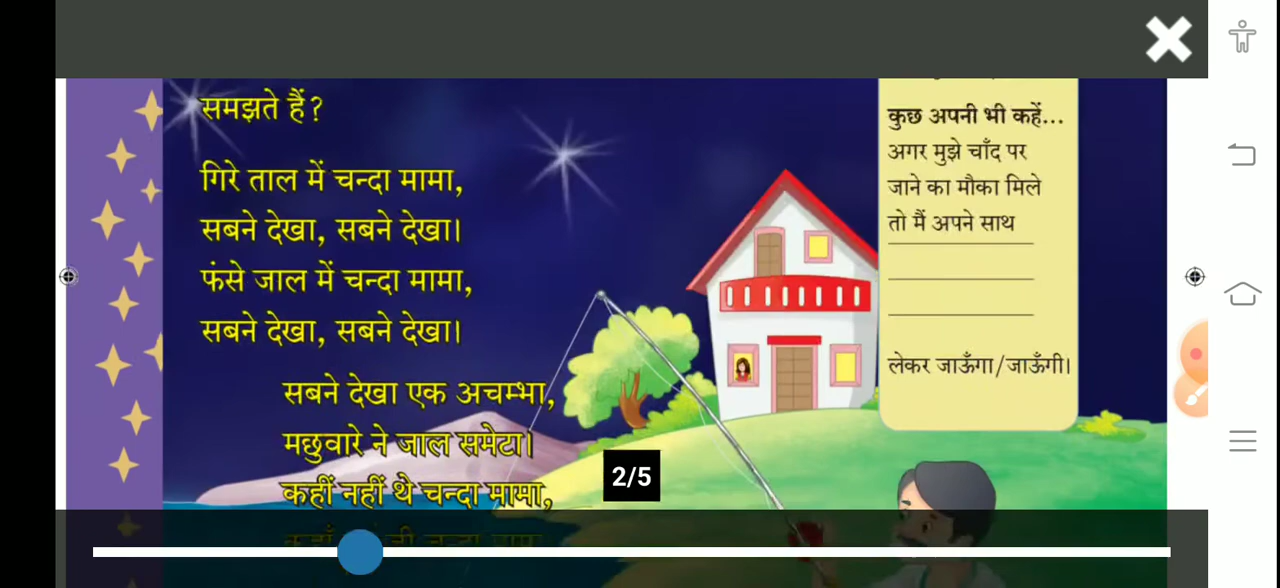 समझते हैं?
गिरे ताल में चन्दा मामा,
सबने देखा, सबने देखा।
फंसे जाल में चन्दा मामा,
सबने देखा, सबने देखा।
सबने देखा एक अचम्भा,
मछुवारे ने जाल समेटा।
कहीं नहीं थे चन्दा मामा,
कुछ अपनी भी कहें...
अगर मुझे चाँद पर
जाने का मौका मिले
तो मैं अपने साथ
लेकर जाऊँगा/जाऊँगी।
2/5